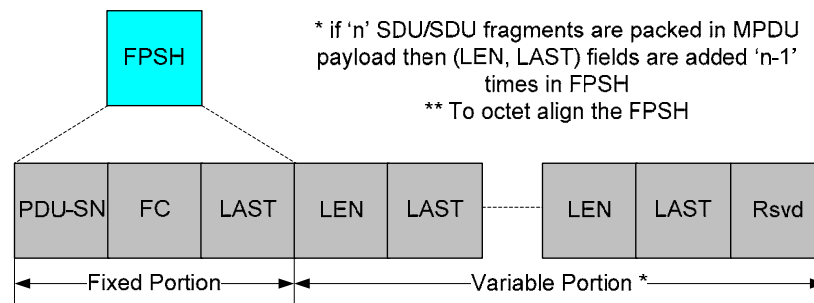 FPSH
* if ‘n’ SDU/SDU fragments are packed in MPDU
payload then (LEN, LAST) fields are added ‘n-1’
times in FPSH
** To octet align the FPSH
PDU-SN FC LAST LEN LAST LEN LAST Rsvd
Fixed Portion Variable Portion *